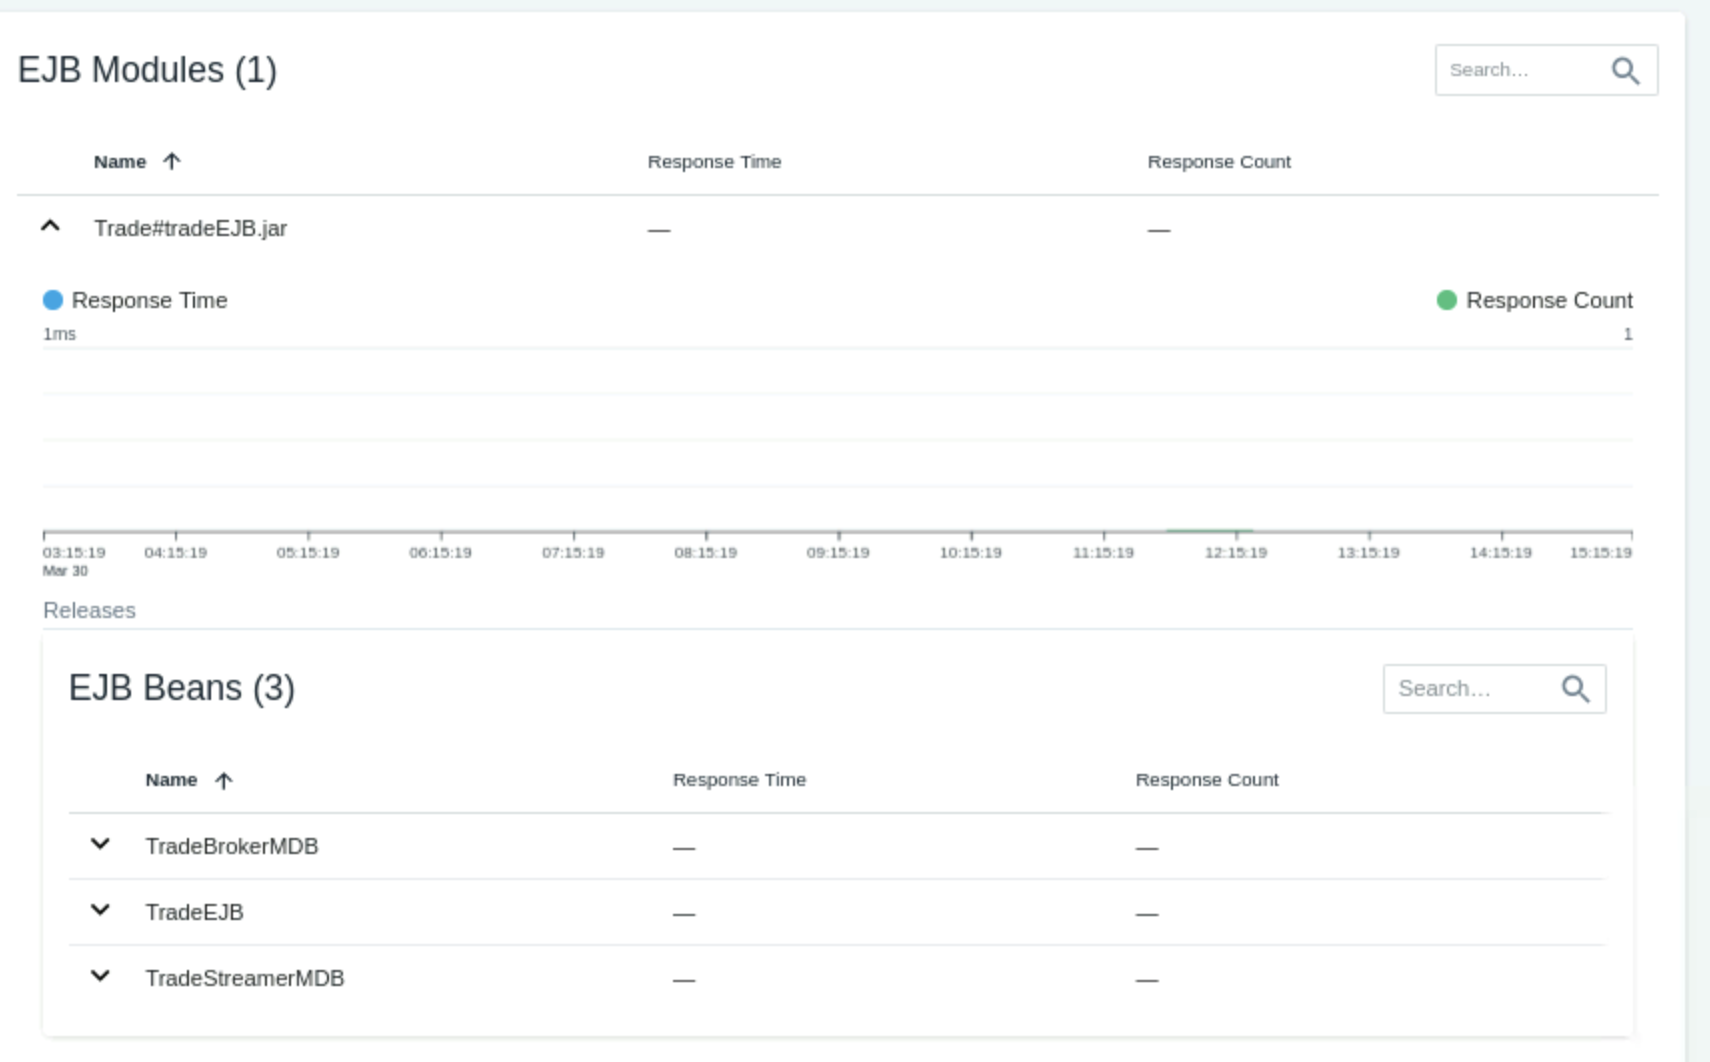 EJB Modules (1) Search...
Name Response Time Response Count
Trade#tradeEJB.jar — —
Response Time Response Count
1ms 1
03:15:19 04:15:19 05:15:19 06:15:19 07:15:19 08:15:19 09:15:19 10:15:19 11:15:19 12:15:19 13:15:19 14:15:19 15:15:19
Mar 30
Releases
EJB Beans (3) Search...
Name Response Time Response Count
TradeBrokerMDB — —
TradeEJB — —
TradeStreamerMDB — —